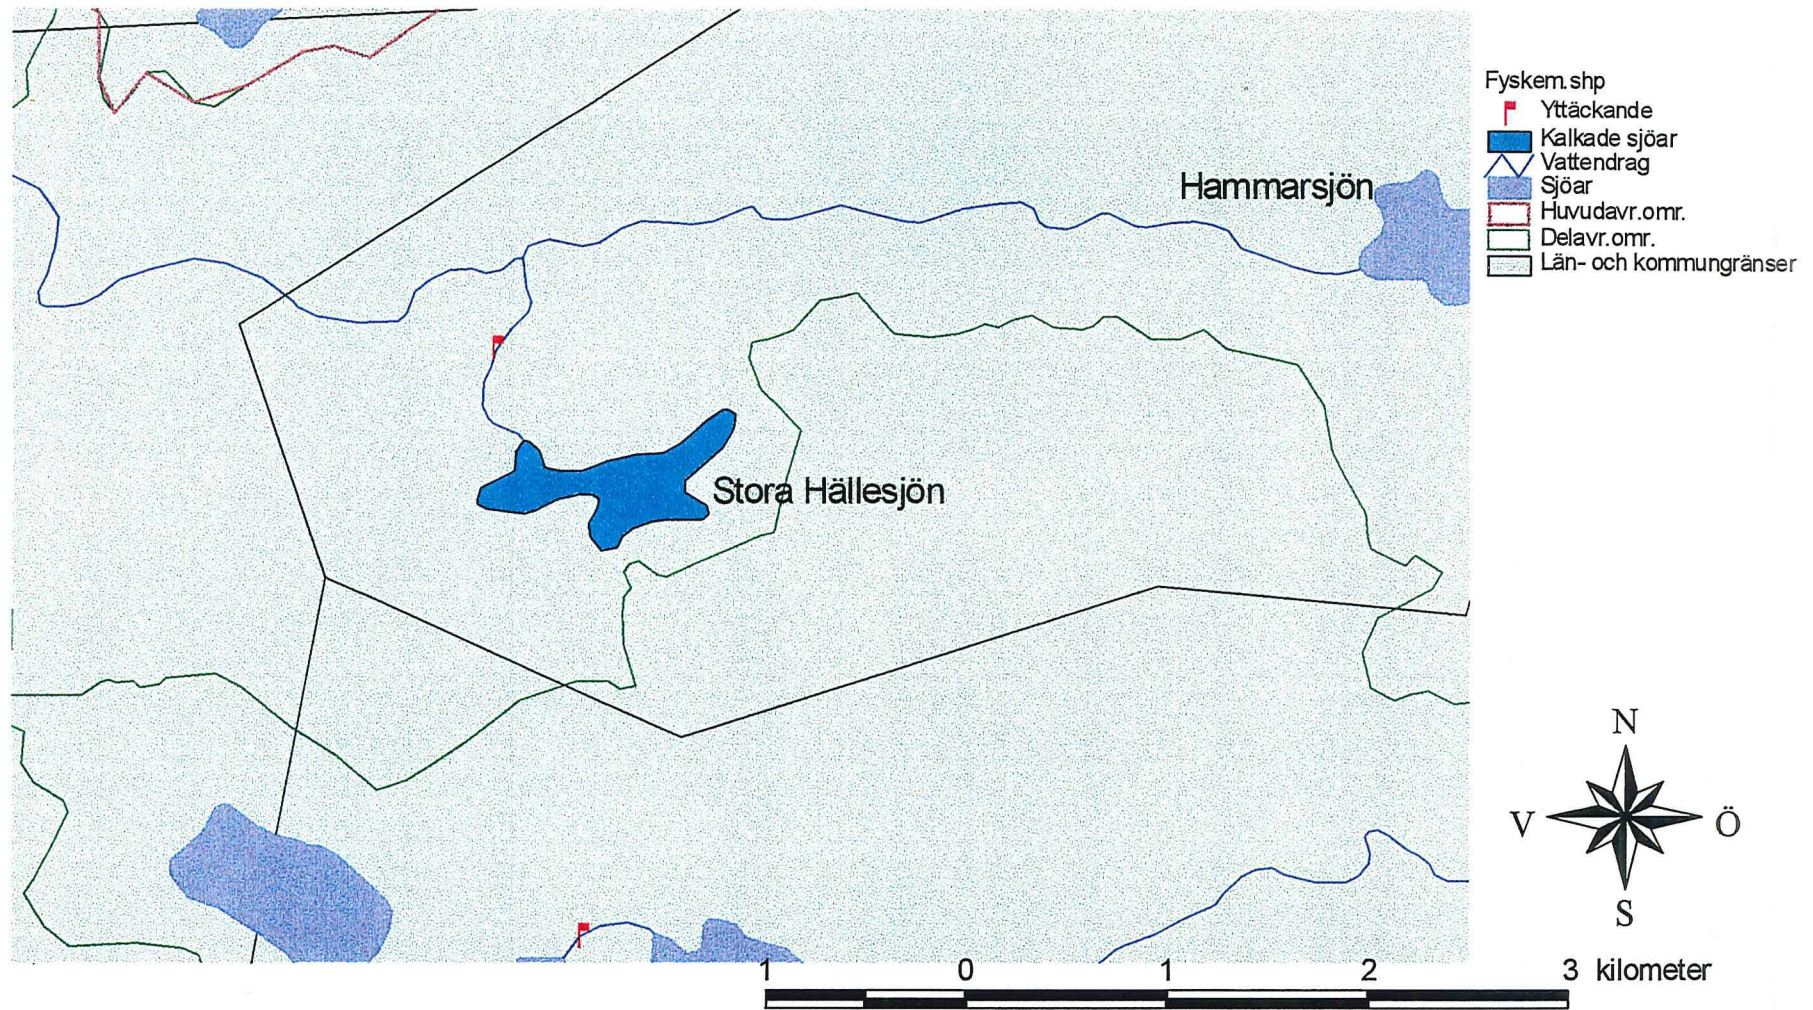 Fyskem.shp
Yttäckande
Kalkade sjöar
Vattendrag
Sjöar
Huvudavr.omr.
Delavr.omr.
Län- och kommungränser
Hammarsjön
Stora Hällesjön
N
V Ö
S
1 0 1 2 3 kilometer